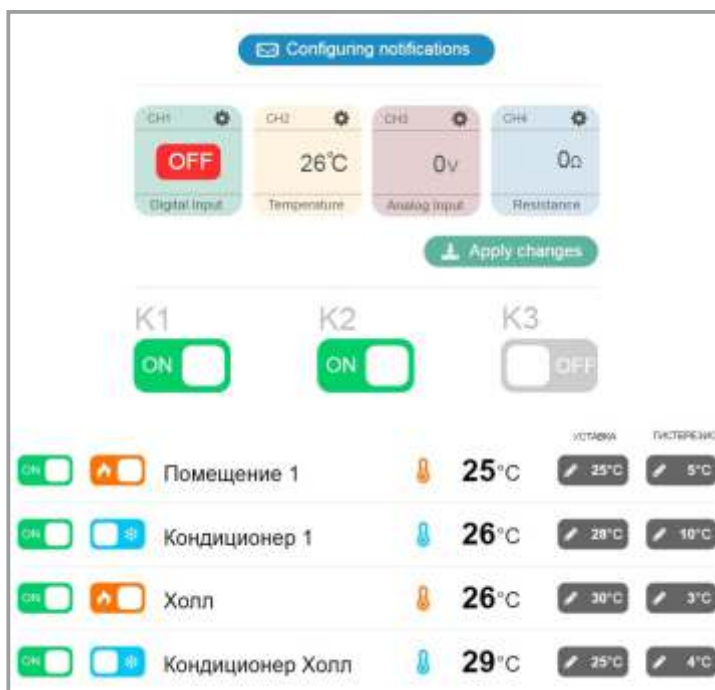 Configuring notifications
CH1 CH2 CH3 CH4
OFF 26°C 0V 0Ω
Digital Input Temperature Analog Input Resistance
Apply changes
K1 K2 K3
ON ON OFF
УСТАВКА ГИСТЕРЕЗИС
ON Помещение 1 25°C 25°C 5°C
ON Кондиционер 1 26°C 28°C 10°C
ON Холл 26°C 30°C 3°C
ON Кондиционер Холл 29°C 25°C 4°C